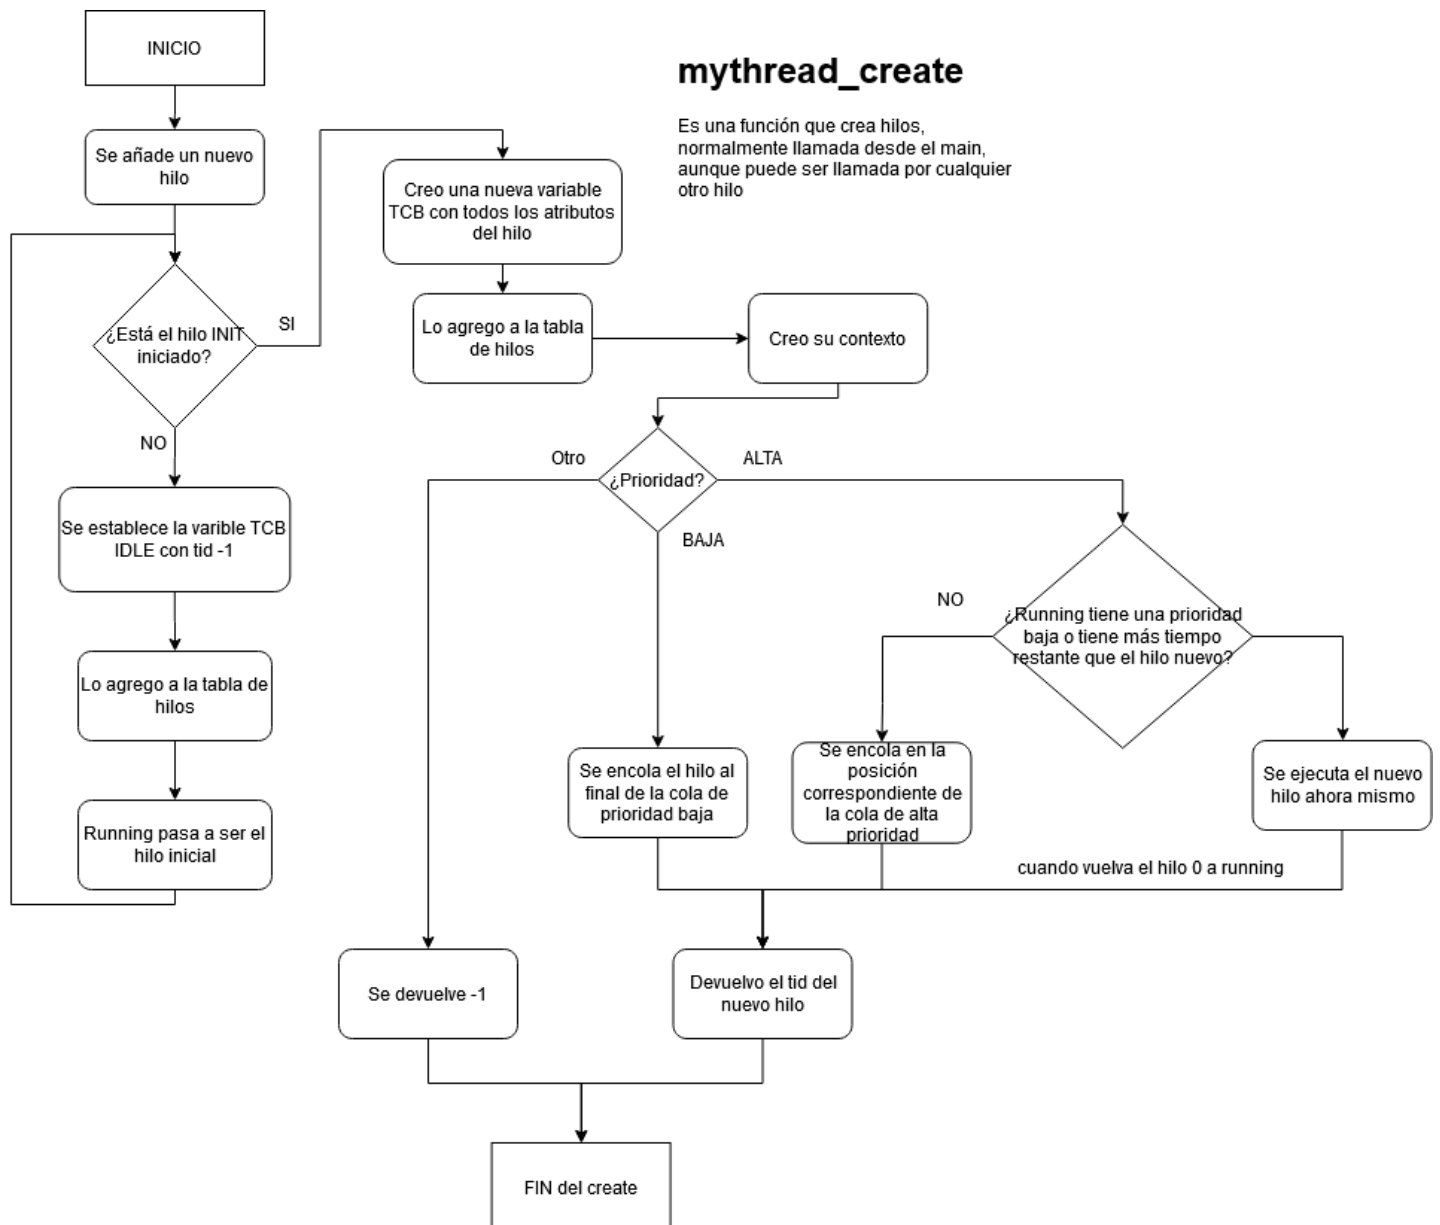 INICIO
mythread_create
Es una función que crea hilos,
normalmente llamada desde el main,
aunque puede ser llamada por cualquier
otro hilo
Se añade un nuevo
hilo
Creo una nueva variable
TCB con todos los atributos
del hilo
¿Está el hilo INIT
iniciado?
SI
Lo agrego a la tabla
de hilos
Creo su contexto
NO
Otro
¿Prioridad?
ALTA
BAJA
Se establece la varible TCB
IDLE con tid -1
NO
¿Running tiene una prioridad
baja o tiene más tiempo
restante que el hilo nuevo?
Lo agrego a la tabla de
hilos
Se encola el hilo al
final de la cola de
prioridad baja
Se encola en la
posición
correspondiente de
la cola de alta
prioridad
Se ejecuta el nuevo
hilo ahora mismo
Running pasa a ser el
hilo inicial
cuando vuelva el hilo 0 a running
Se devuelve -1
Devuelvo el tid del
nuevo hilo
FIN del create